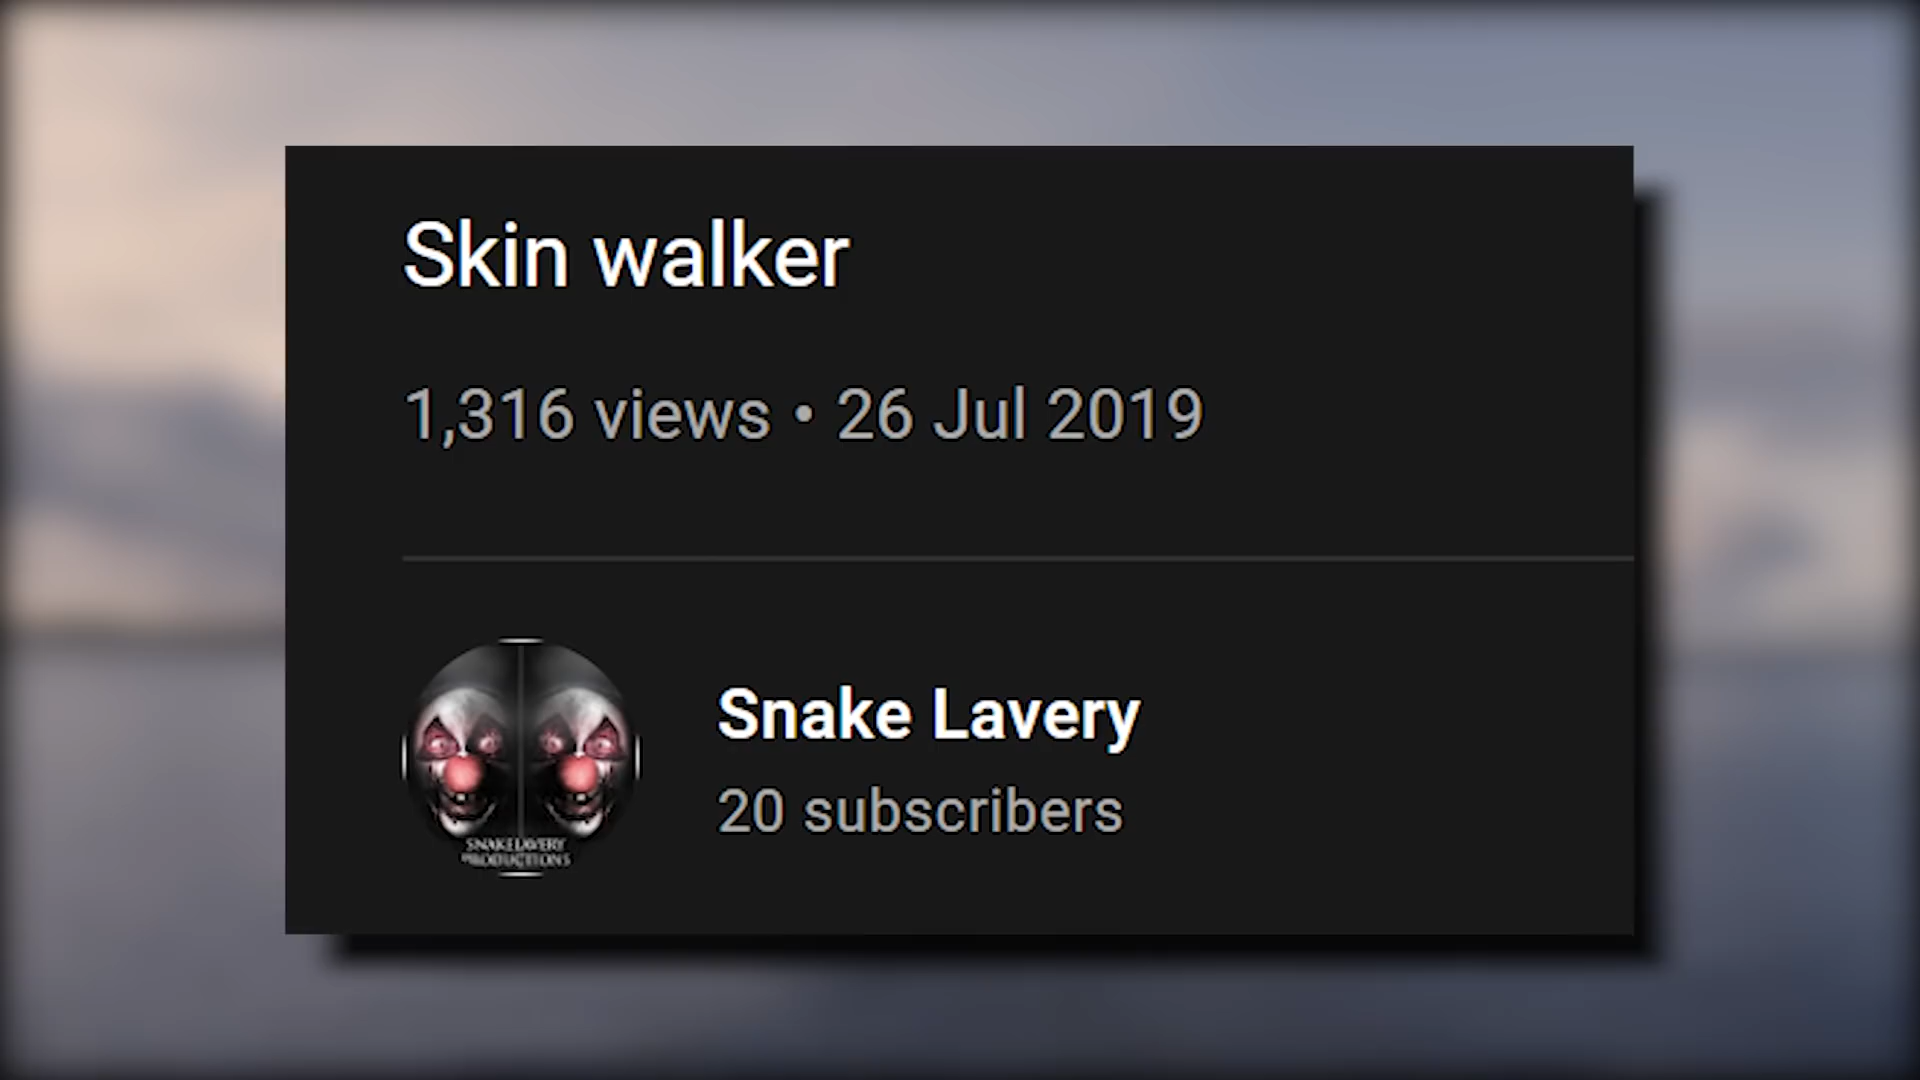 Skin walker
1,316 views • 26 Jul 2019
Snake Lavery
20 subscribers
SNAKE LAVERY
PRODUCTIONS